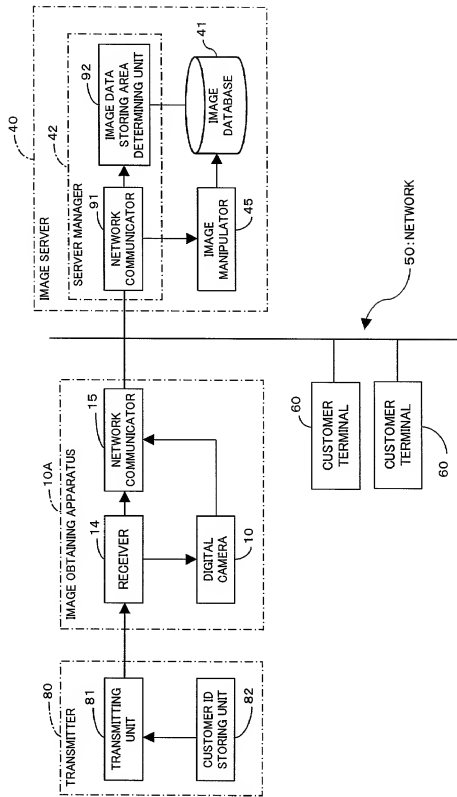 80
TRANSMITTER
81
TRANSMITTING
UNIT
CUSTOMER ID
STORING UNIT
82
10A
IMAGE OBTAINING APPARATUS
14
RECEIVER
15
NETWORK
COMMUNICATOR
DIGITAL
CAMERA
10
40
IMAGE SERVER
42
SERVER MANAGER
91
NETWORK
COMMUNICATOR
92
IMAGE DATA
STORING AREA
DETERMINING UNIT
IMAGE
MANIPULATOR
45
41
IMAGE
DATABASE
50:NETWORK
60
CUSTOMER
TERMINAL
CUSTOMER
TERMINAL
60